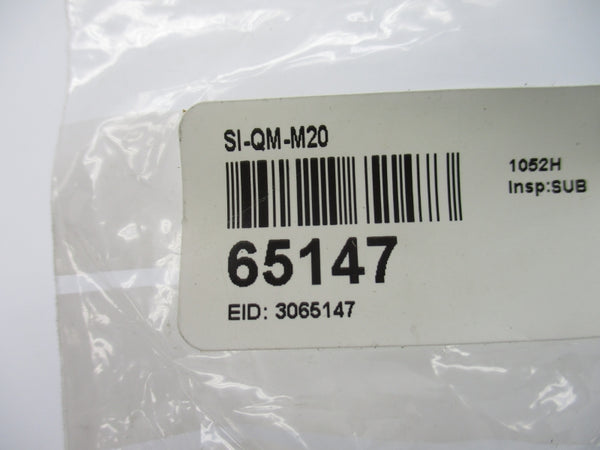 SI-QM-M20
1052H
Insp:SUB
65147
EID: 3065147